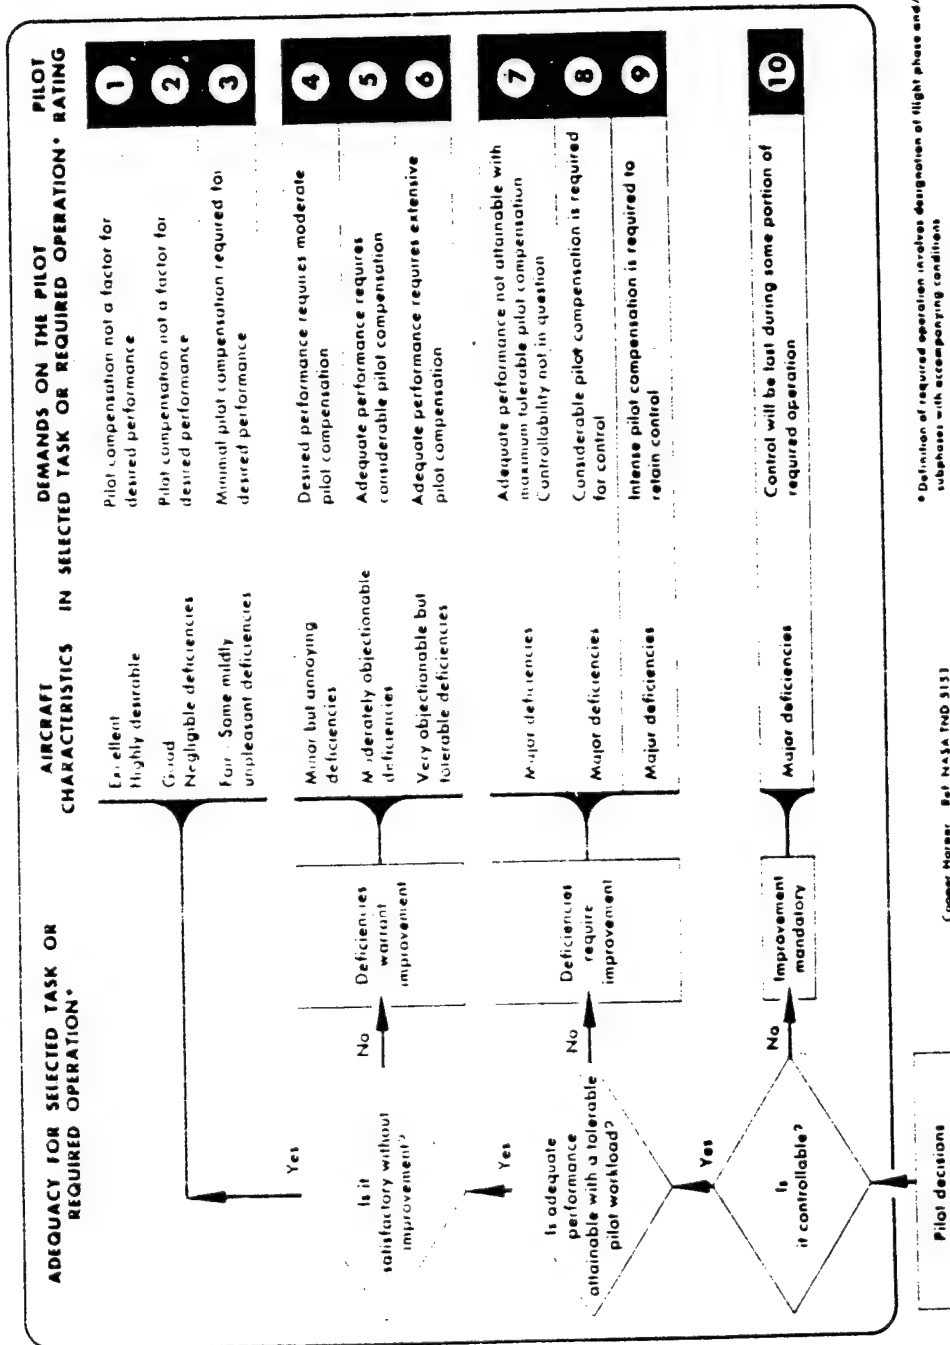 ADEQUACY FOR SELECTED TASK OR
REQUIRED OPERATION*
AIRCRAFT
CHARACTERISTICS
DEMANDS ON THE PILOT
IN SELECTED TASK OR REQUIRED OPERATION*
PILOT
RATING
Excellent
Highly desirable
Pilot compensation not a factor for
desired performance
1
Good
Negligible deficiencies
Pilot compensation not a factor for
desired performance
2
Fair - Some mildly
unpleasant deficiencies
Minimal pilot compensation required for
desired performance
3
Yes
Is it
satisfactory without
improvement?
No
Deficiencies
warrant
improvement
Minor but annoying
deficiencies
Desired performance requires moderate
pilot compensation
4
Moderately objectionable
deficiencies
Adequate performance requires
considerable pilot compensation
5
Very objectionable but
tolerable deficiencies
Adequate performance requires extensive
pilot compensation
6
Yes
Is adequate
performance
attainable with a tolerable
pilot workload?
No
Deficiencies
require
improvement
Major deficiencies
Adequate performance not attainable with
maximum tolerable pilot compensation
Controllability not in question
7
Major deficiencies
Considerable pilot compensation is required
for control
8
Major deficiencies
Intense pilot compensation is required to
retain control
9
Yes
Is
it controllable?
No
Improvement
mandatory
Major deficiencies
Control will be lost during some portion of
required operation
10
Pilot decisions
Cooper Harper Ref NASA TND 5153
*Definition of required operation involves designation of flight phase and/
subphases with accompanying conditions